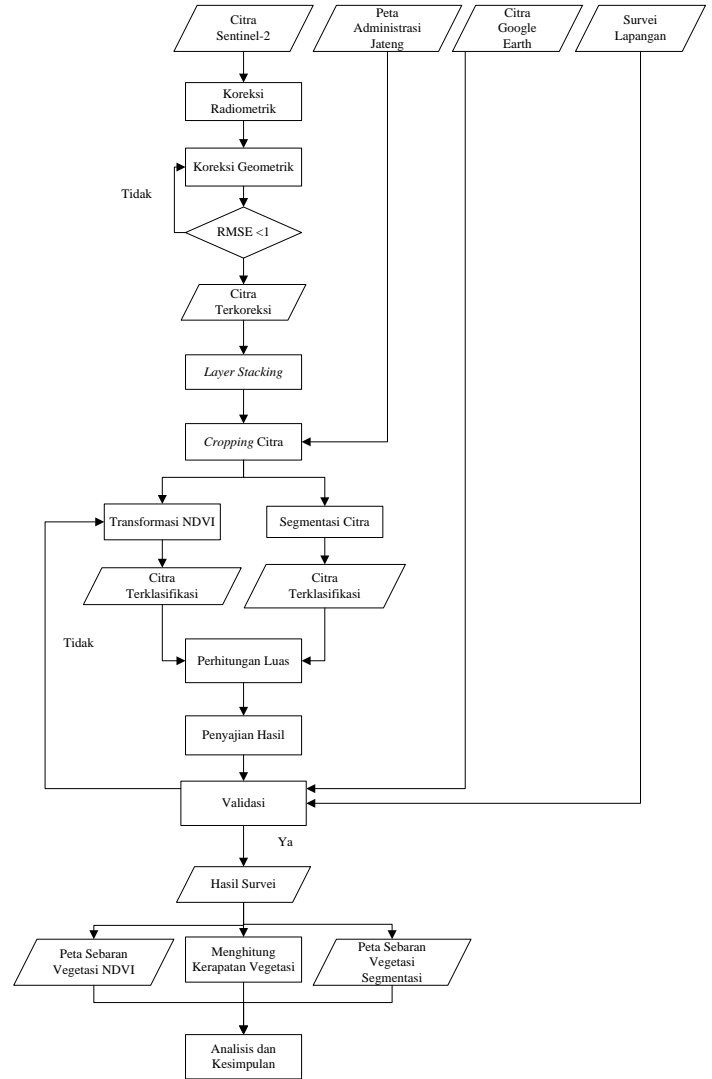 Citra
Sentinel-2
Peta
Administrasi
Jateng
Citra
Google
Earth
Survei
Lapangan
Koreksi
Radiometrik
Koreksi Geometrik
Tidak
RMSE <1
Citra
Terkoreksi
Layer Stacking
Cropping Citra
Transformasi NDVI
Segmentasi Citra
Citra
Terklasifikasi
Citra
Terklasifikasi
Tidak
Perhitungan Luas
Penyajian Hasil
Validasi
Ya
Hasil Survei
Peta Sebaran
Vegetasi NDVI
Menghitung
Kerapatan Vegetasi
Peta Sebaran
Vegetasi
Segmentasi
Analisis dan
Kesimpulan